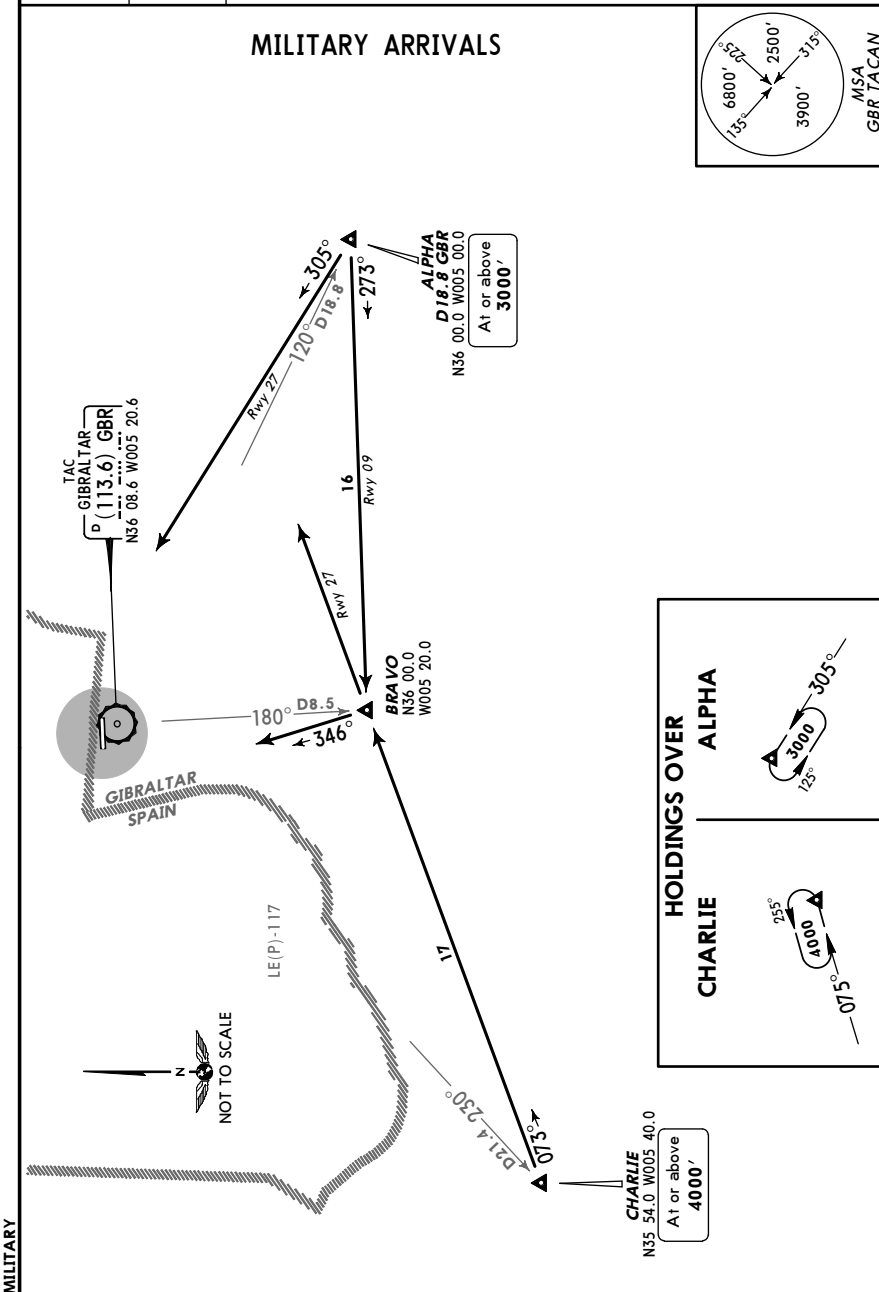 MILITARY
MILITARY ARRIVALS
MSA
GBR TACAN
135°
6800'
225°
2500'
315°
3900'
TAC
GIBRALTAR
D (113.6) GBR
N36 08.6 W005 20.6
305°
120° D18.8
Rwy 27
273°
16
Rwy 09
ALPHA
D18.8 GBR
N36 00.0 W005 00.0
At or above
3000'
Rwy 27
BRAVO
N36 00.0
W005 20.0
180° D8.5
346°
GIBRALTAR
SPAIN
LE(P)-117
N
NOT TO SCALE
17
D21.4 230°
073°
CHARLIE
N35 54.0 W005 40.0
At or above
4000'
HOLDINGS OVER
CHARLIE
255°
4000
075°
ALPHA
305°
3000
125°